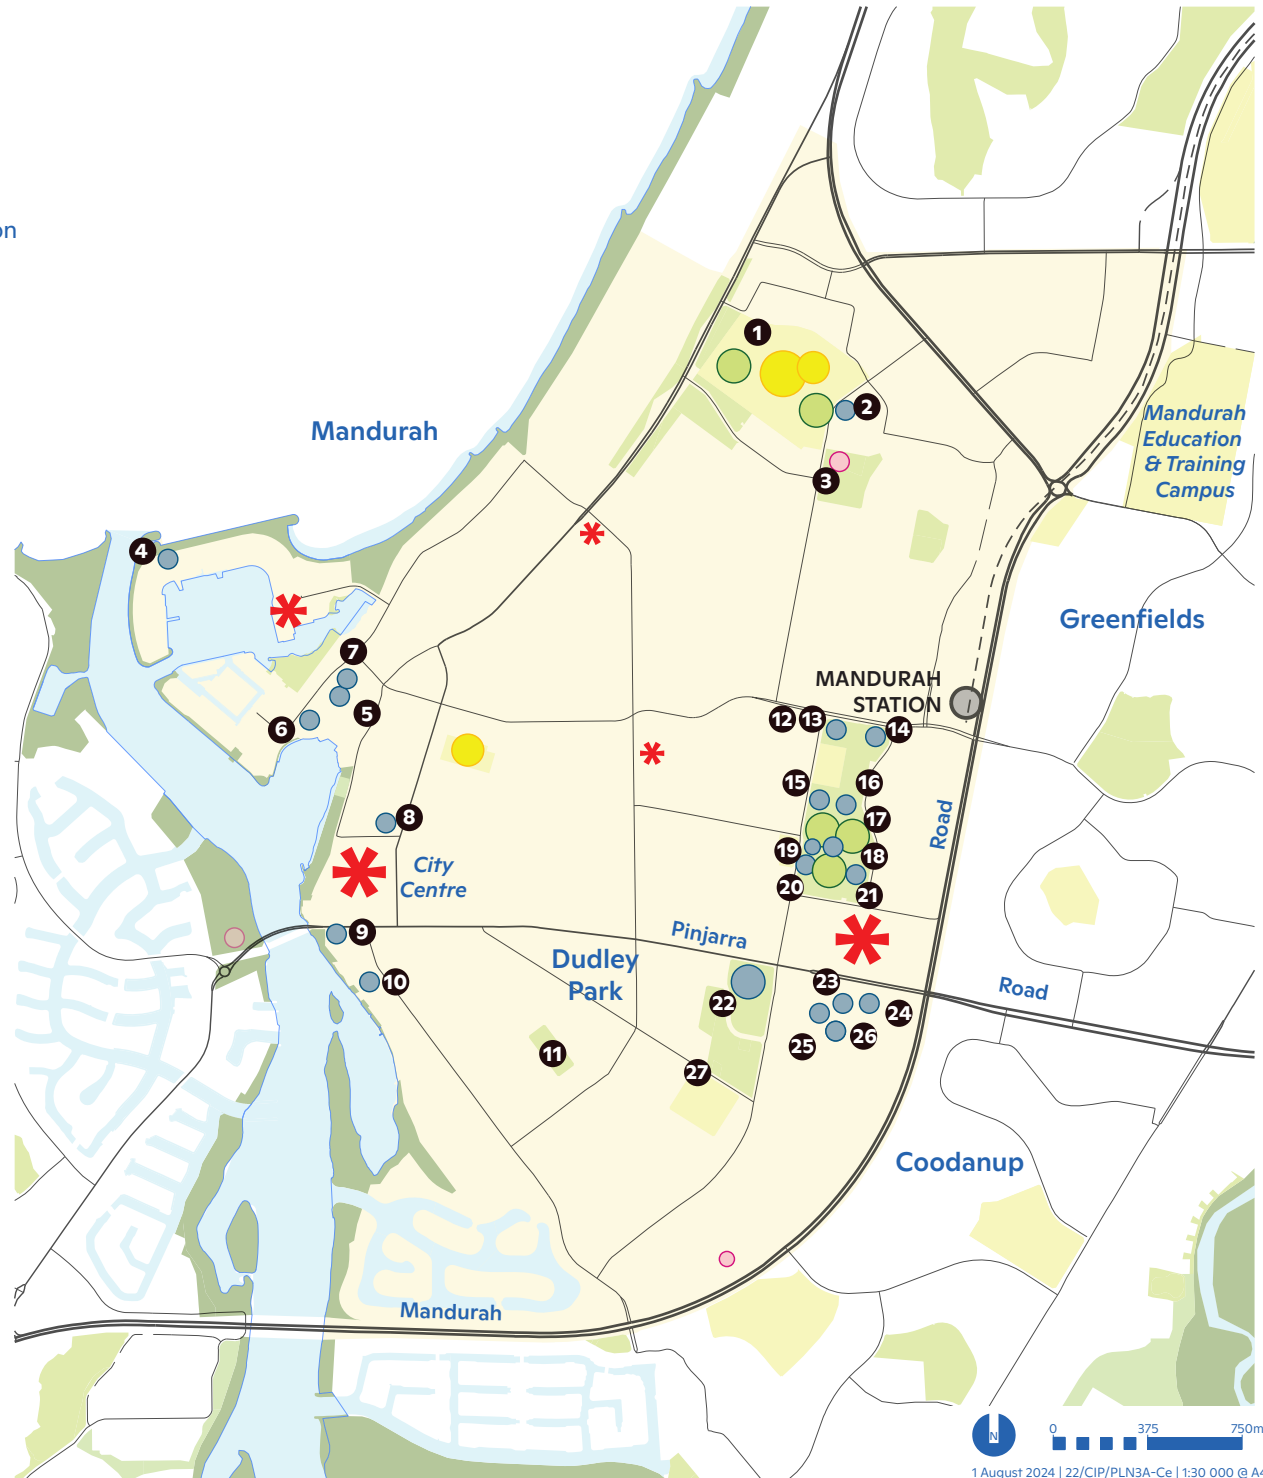 on
1
Mandurah
2
Mandurah
Education
& Training
Campus
3
4
Greenfields
7
MANDURAH
STATION
5
6
12 13
14
15
16
8
17
Road
19
18
City
Centre
20
21
9
Pinjarra
Dudley
Park
10
23
Road
22
24
25
26
11
27
Coodanup
Mandurah
N
0 375 750m
1 August 2024 | 22/CIP/PLN3A-Ce | 1:30 000 @ A4